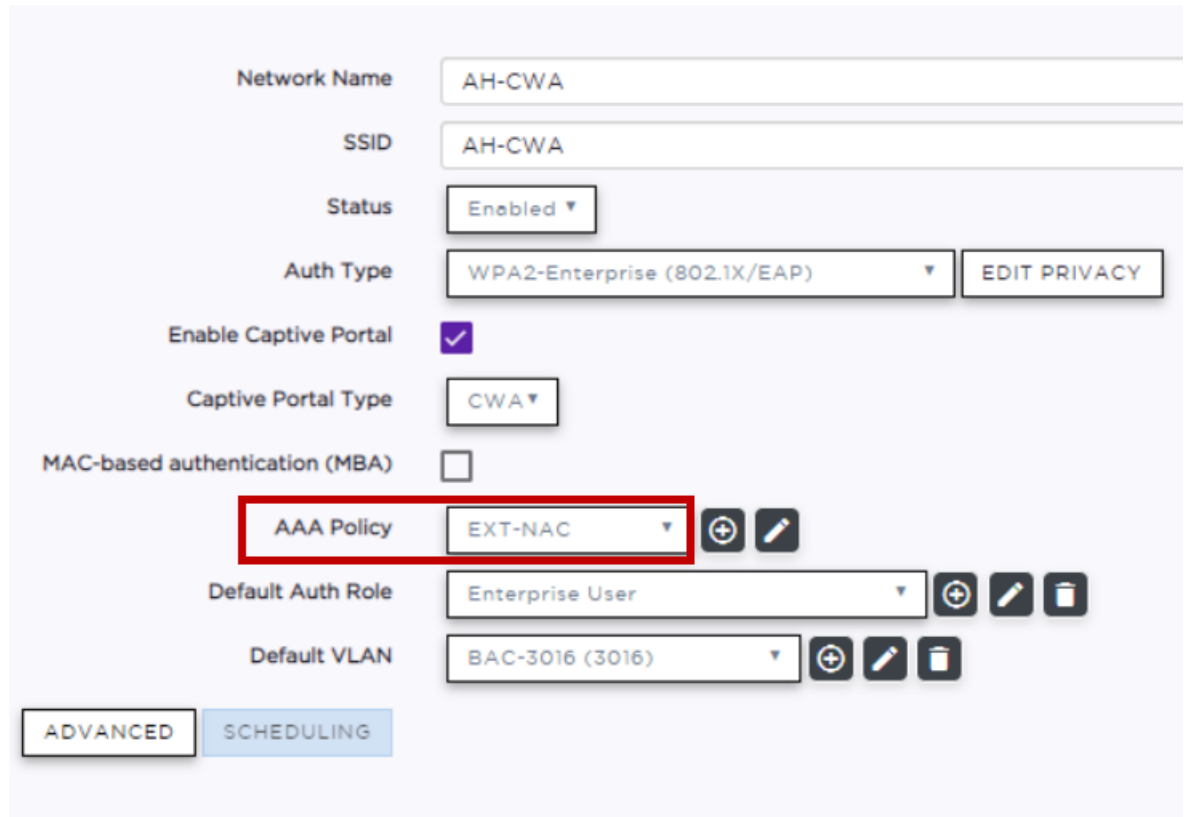 Network Name AH-CWA
SSID AH-CWA
Status Enabled
Auth Type WPA2-Enterprise (802.1X/EAP) EDIT PRIVACY
Enable Captive Portal
Captive Portal Type CWA
MAC-based authentication (MBA)
AAA Policy EXT-NAC
Default Auth Role Enterprise User
Default VLAN BAC-3016 (3016)
ADVANCED SCHEDULING